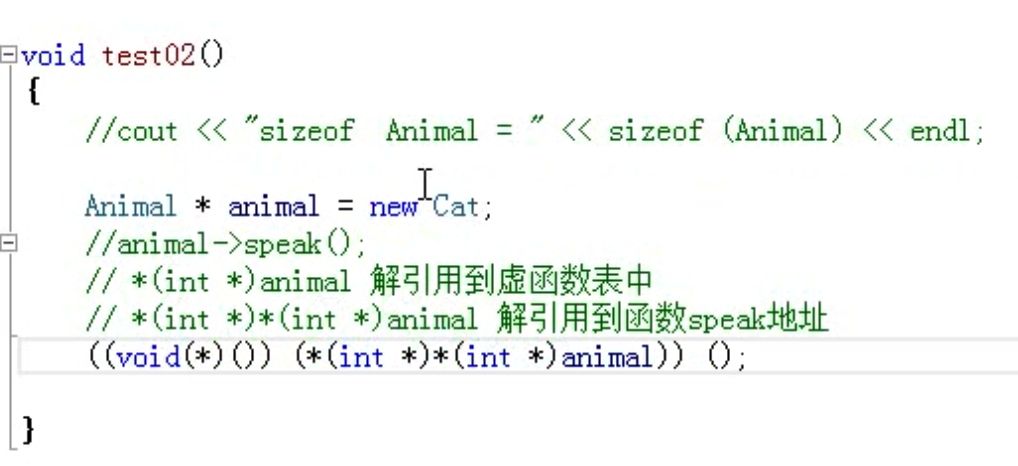 void test02()
{
//cout << "sizeof  Animal = " << sizeof (Animal) << endl;
Animal * animal = new Cat;
//animal->speak();
// *(int *)animal 解引用到虚函数表中
// *(int *)*(int *)animal 解引用到函数speak地址
((void(*)()) (*(int *)*(int *)animal)) ();
}